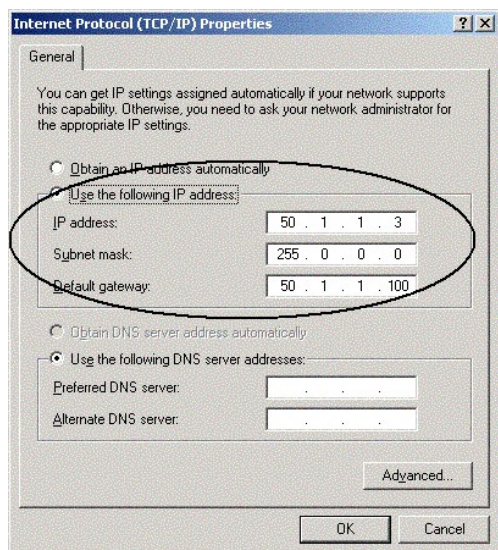 Internet Protocol (TCP/IP) Properties
General
You can get IP settings assigned automatically if your network supports
this capability. Otherwise, you need to ask your network administrator for
the appropriate IP settings.
Obtain an IP address automatically
Use the following IP address:
IP address: 50 . 1 . 1 . 3
Subnet mask: 255 . 0 . 0 . 0
Default gateway: 50 . 1 . 1 . 100
Obtain DNS server address automatically
Use the following DNS server addresses:
Preferred DNS server: . . .
Alternate DNS server: . . .
Advanced...
OK Cancel